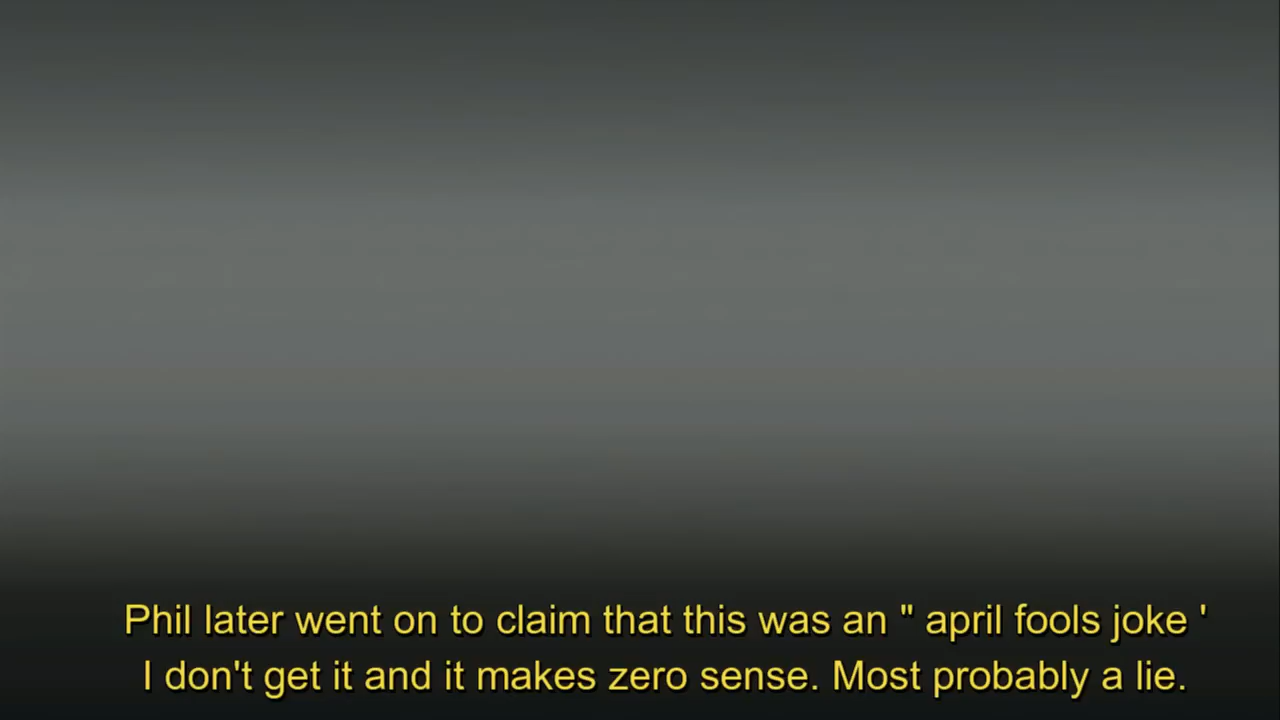 Phil later went on to claim that this was an " april fools joke '
I don't get it and it makes zero sense. Most probably a lie.